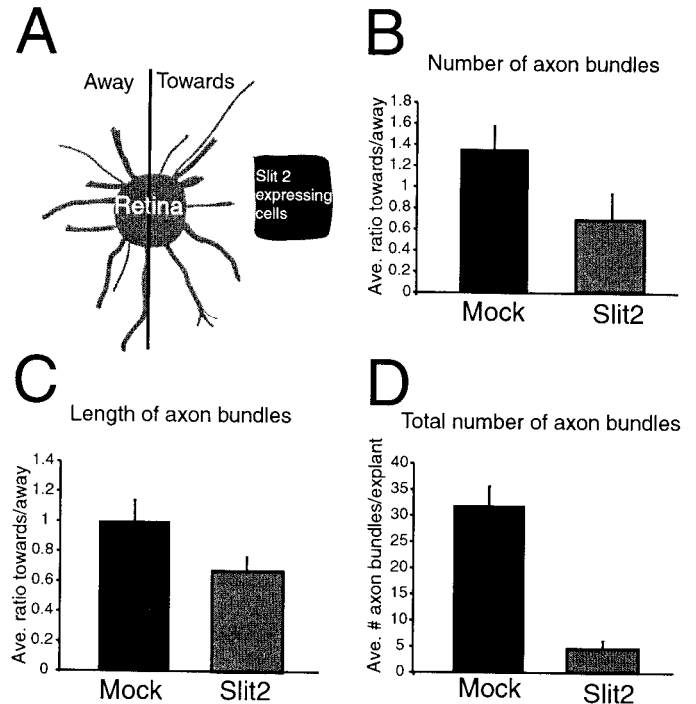 A
Away
Towards
Retina
Slit 2
expressing
cells
B
Number of axon bundles
Ave. ratio towards/away
1.8
1.6
1.4
1.2
1
0.8
0.6
0.4
0.2
0
Mock
Slit2
C
Length of axon bundles
Ave. ratio towards/away
1.4
1.2
1
0.8
0.6
0.4
0.2
0
Mock
Slit2
D
Total number of axon bundles
Ave. # axon bundles/explant
40
35
30
25
20
15
10
5
0
Mock
Slit2